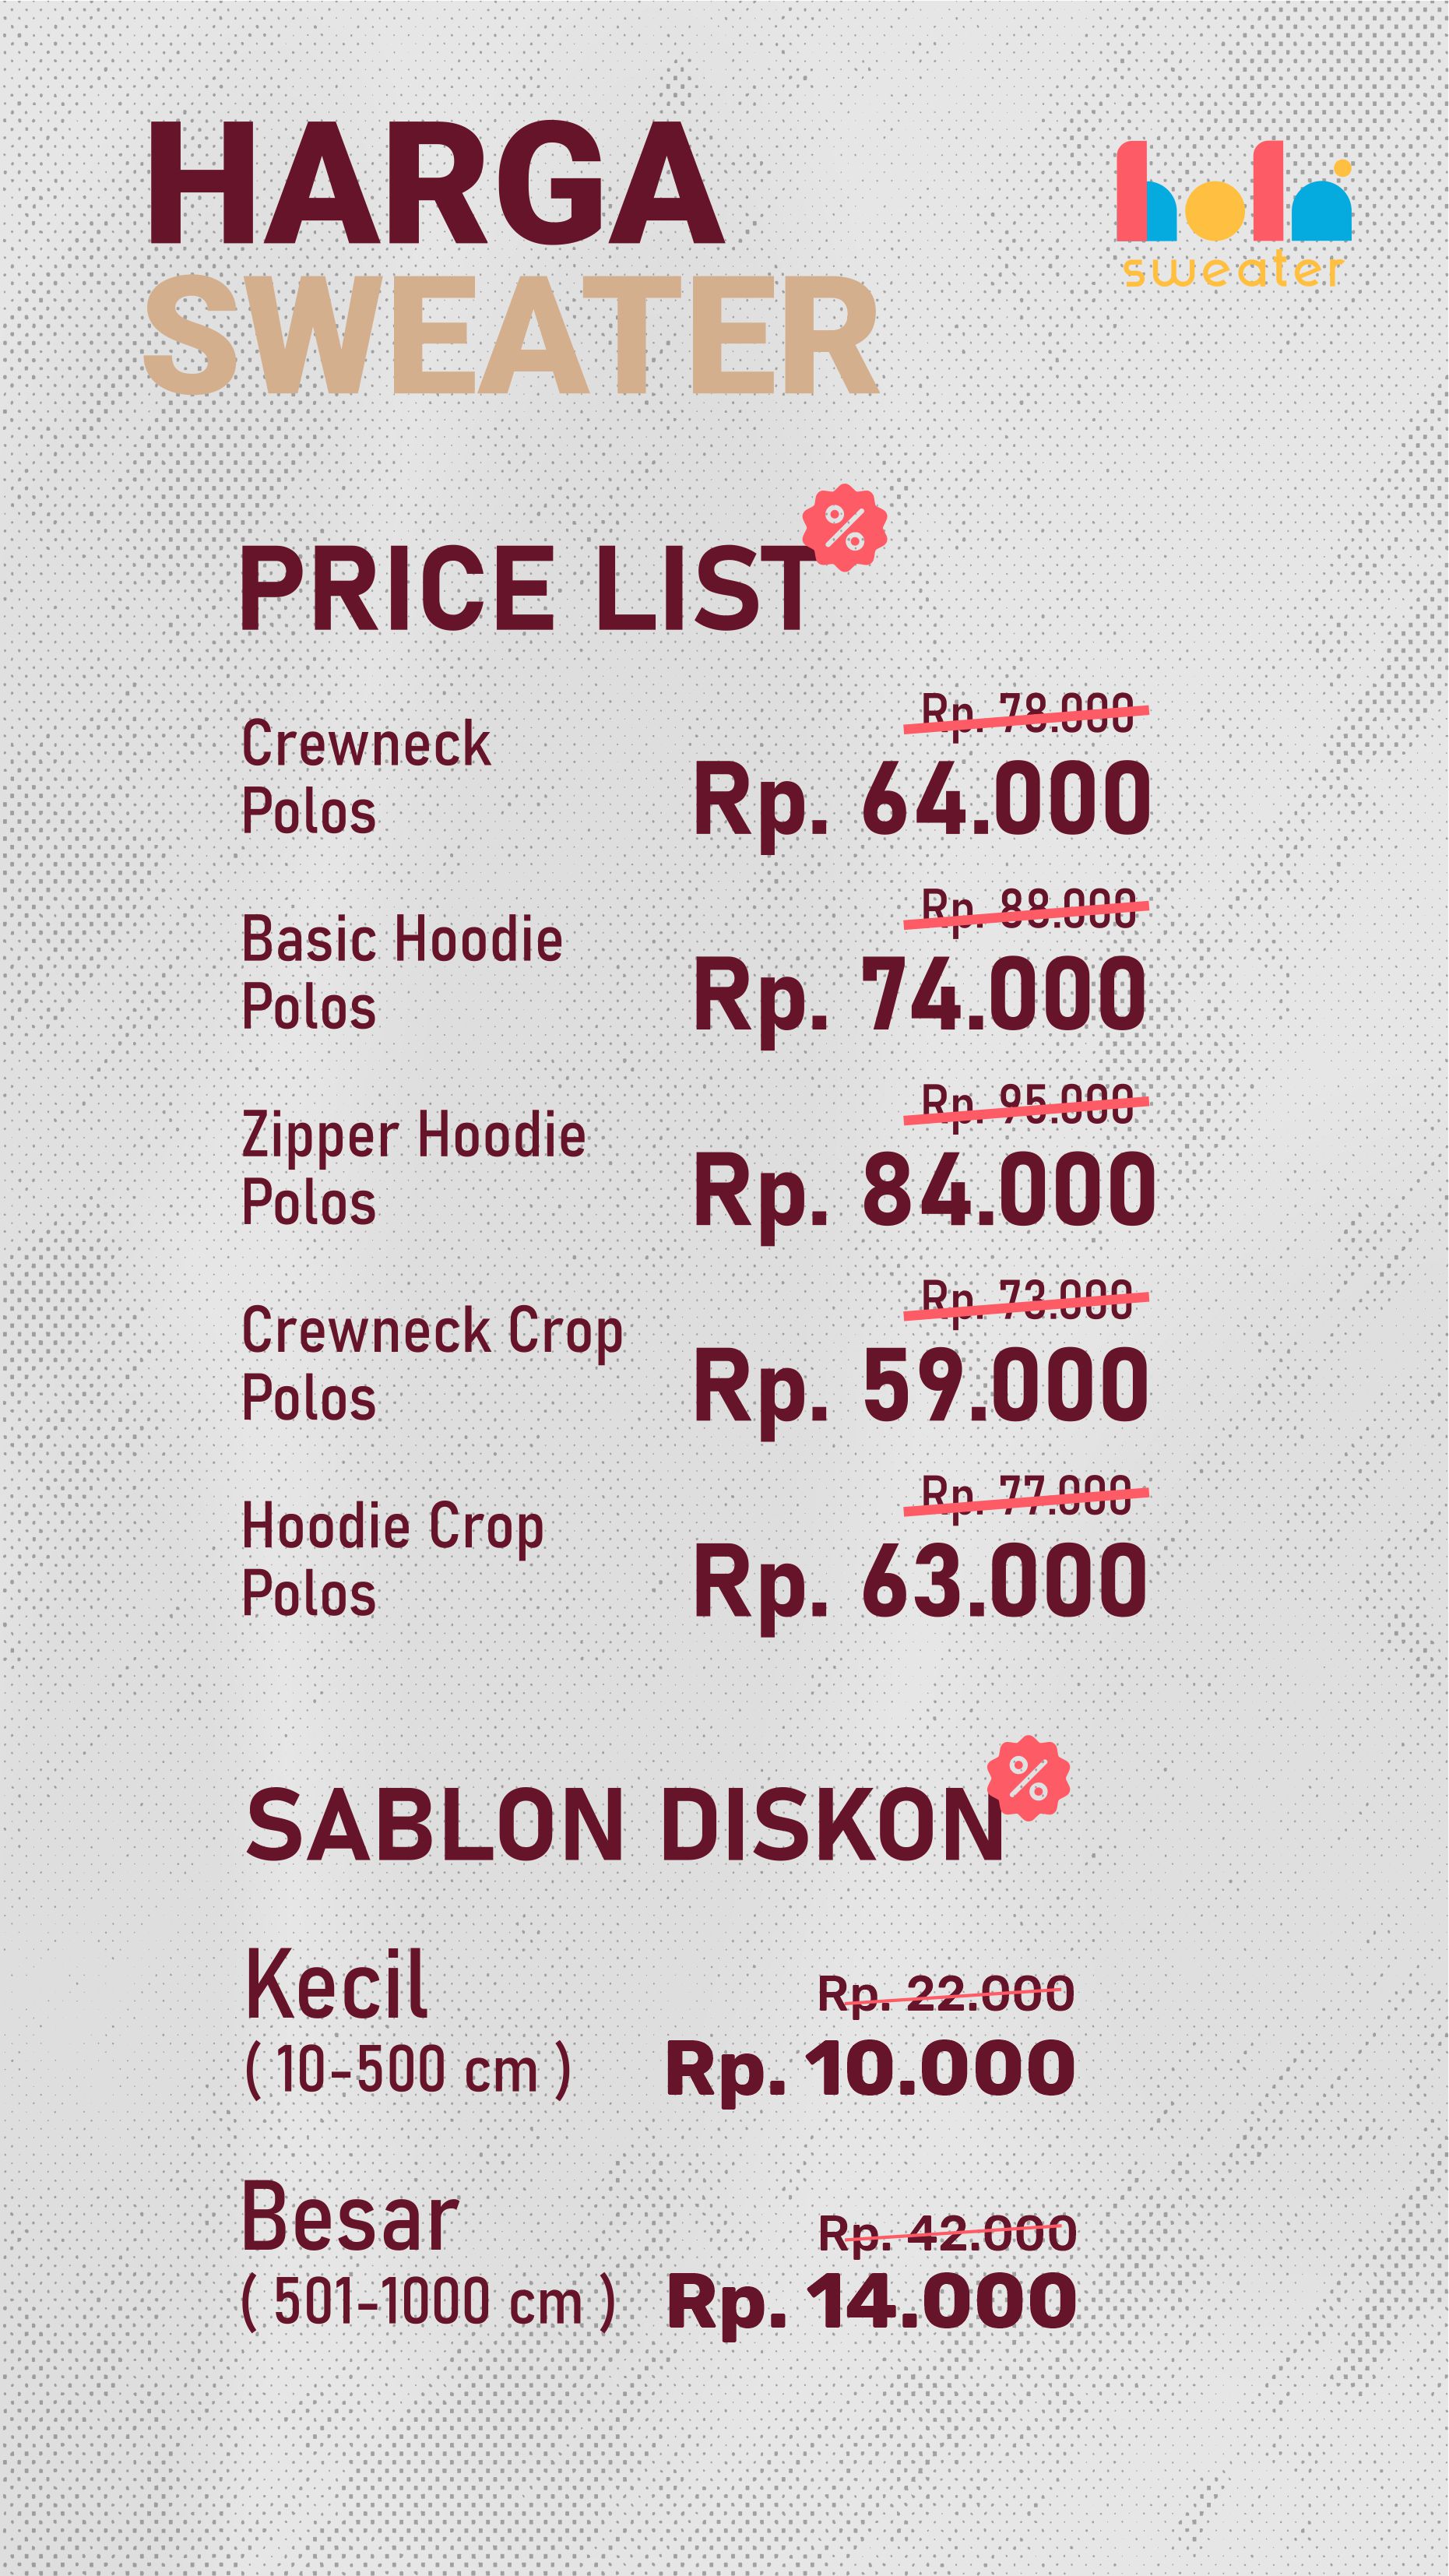 HARGA
SWEATER
hola
sweater
PRICE LIST
%
Crewneck
Polos
Rp. 78.000
Rp. 64.000
Basic Hoodie
Polos
Rp. 88.000
Rp. 74.000
Zipper Hoodie
Polos
Rp. 95.000
Rp. 84.000
Crewneck Crop
Polos
Rp. 73.000
Rp. 59.000
Hoodie Crop
Polos
Rp. 77.000
Rp. 63.000
SABLON DISKON
%
Kecil
( 10-500 cm )
Rp. 22.000
Rp. 10.000
Besar
( 501-1000 cm )
Rp. 42.000
Rp. 14.000